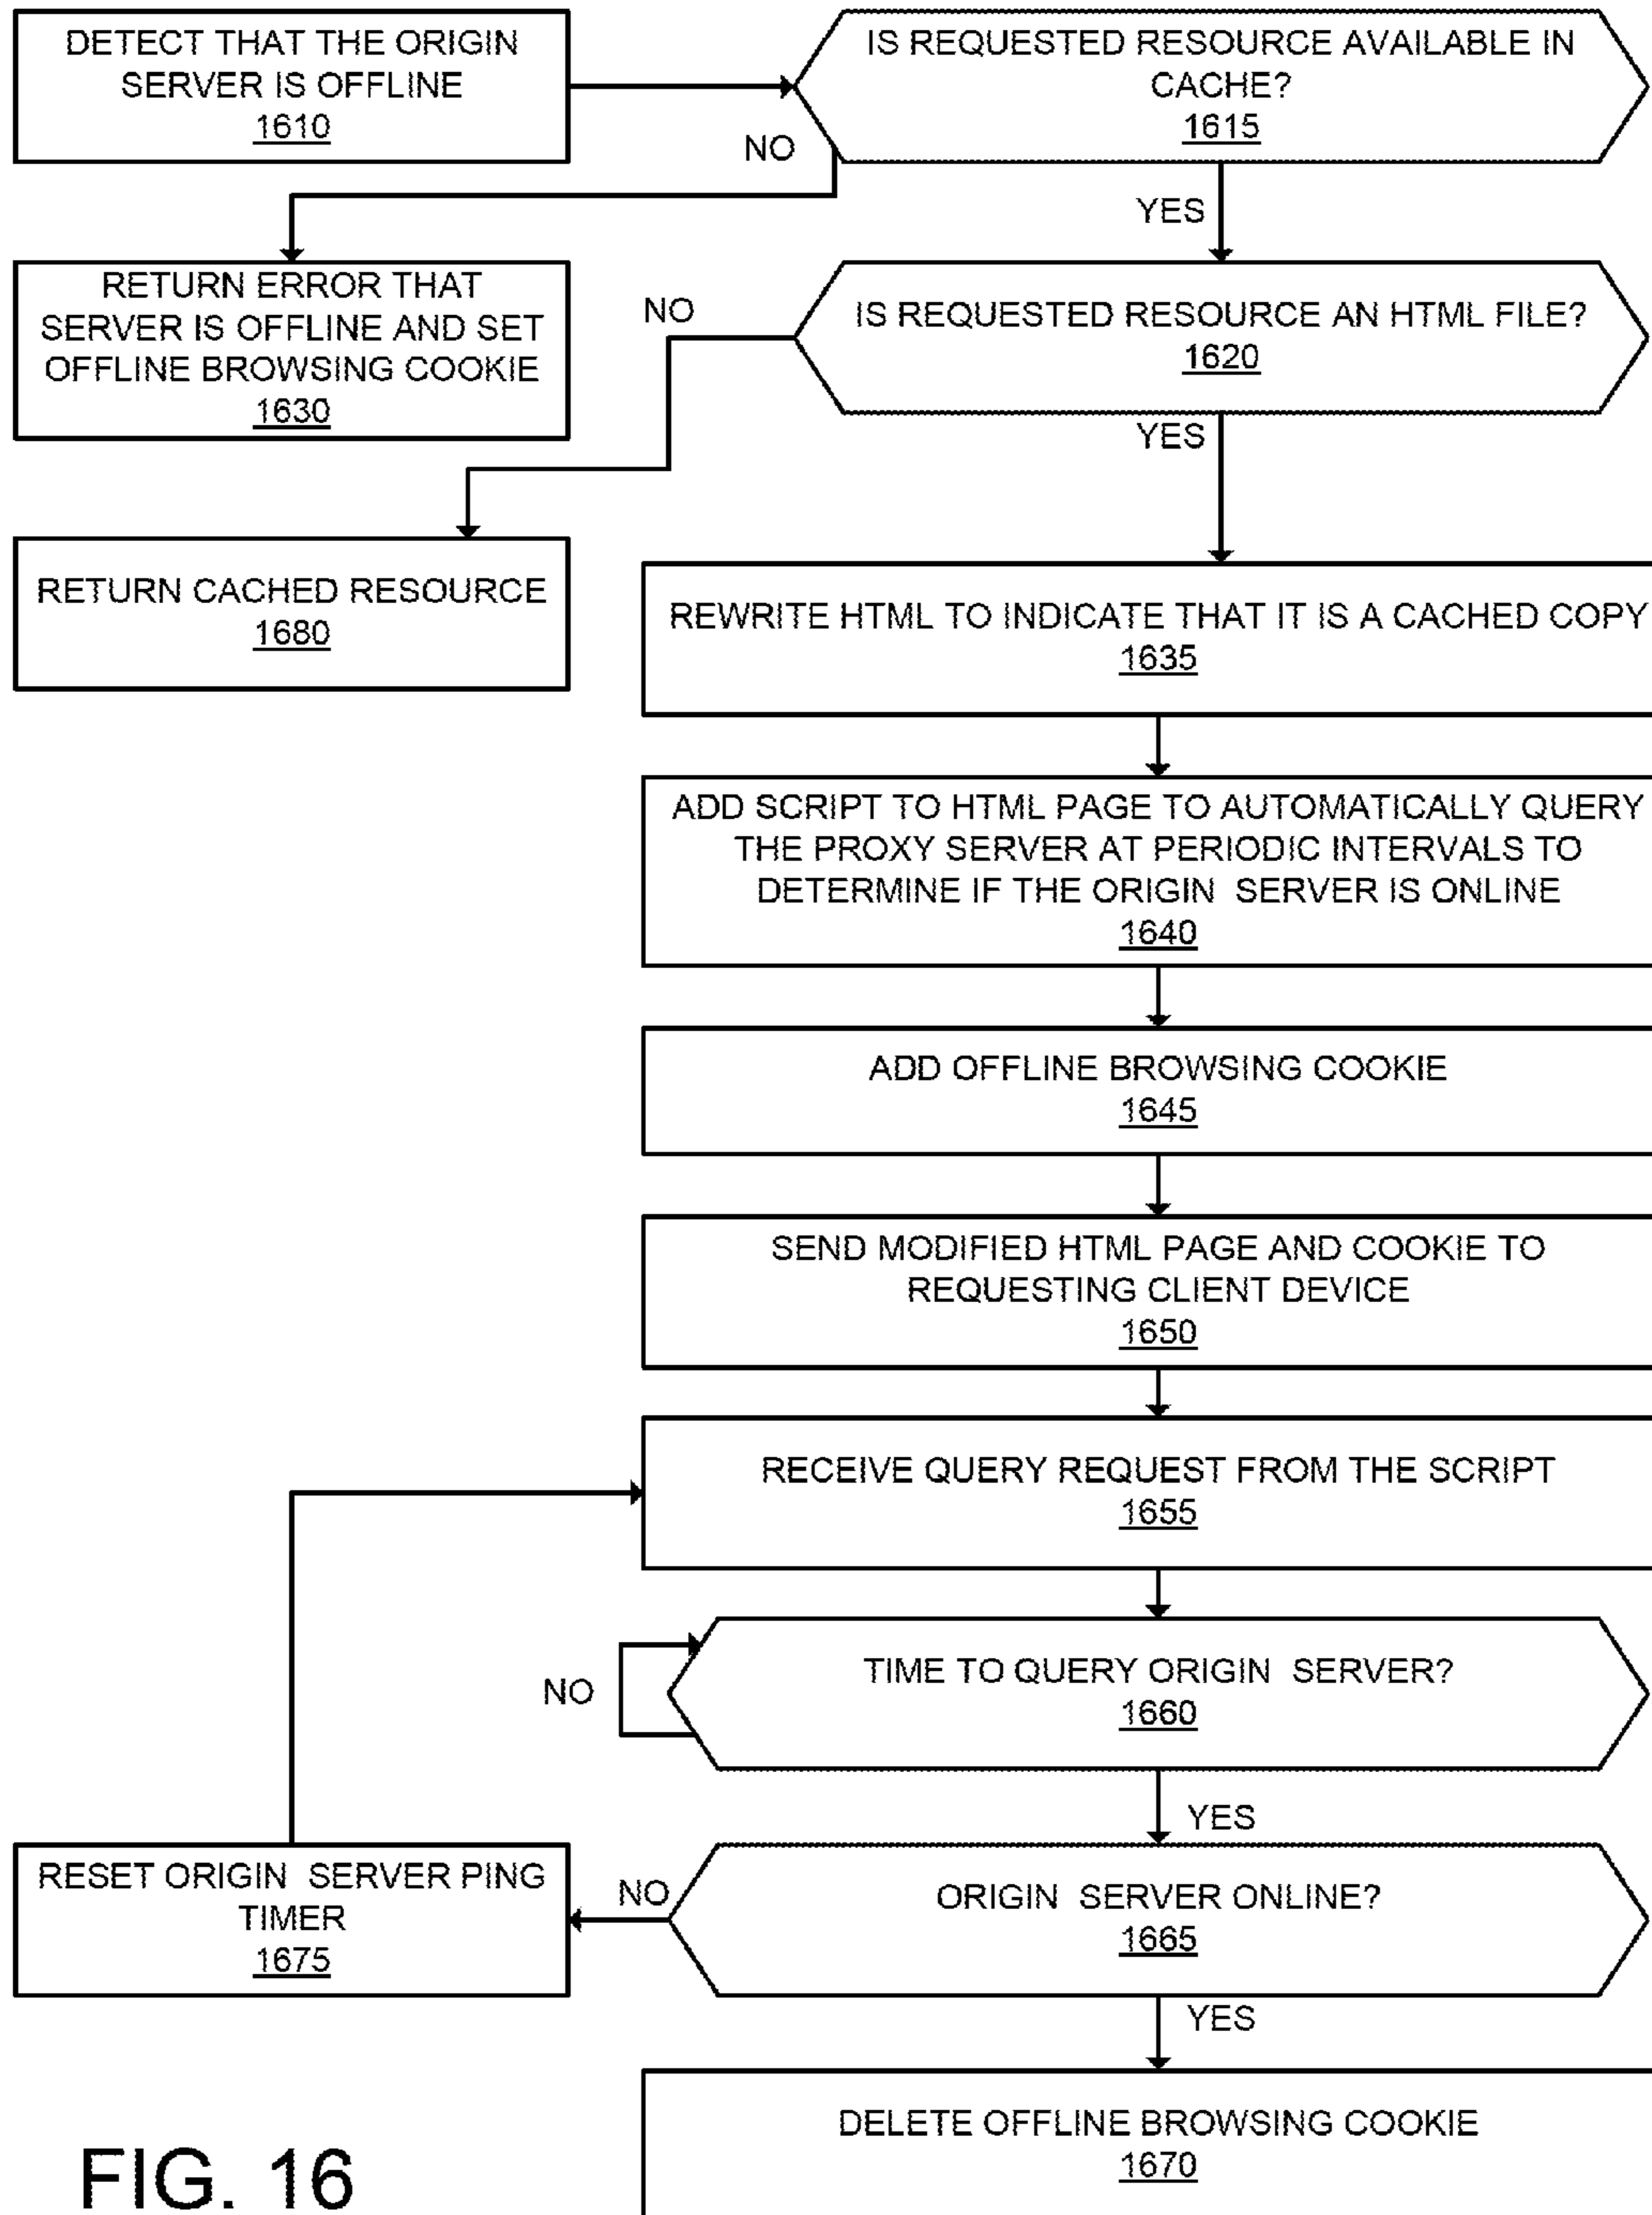 DETECT THAT THE ORIGIN
SERVER IS OFFLINE
1610
IS REQUESTED RESOURCE AVAILABLE IN
CACHE?
1615
NO
YES
RETURN ERROR THAT
SERVER IS OFFLINE AND SET
OFFLINE BROWSING COOKIE
1630
NO
IS REQUESTED RESOURCE AN HTML FILE?
1620
YES
RETURN CACHED RESOURCE
1680
REWRITE HTML TO INDICATE THAT IT IS A CACHED COPY
1635
ADD SCRIPT TO HTML PAGE TO AUTOMATICALLY QUERY
THE PROXY SERVER AT PERIODIC INTERVALS TO
DETERMINE IF THE ORIGIN SERVER IS ONLINE
1640
ADD OFFLINE BROWSING COOKIE
1645
SEND MODIFIED HTML PAGE AND COOKIE TO
REQUESTING CLIENT DEVICE
1650
RECEIVE QUERY REQUEST FROM THE SCRIPT
1655
TIME TO QUERY ORIGIN SERVER?
1660
NO
YES
RESET ORIGIN SERVER PING
TIMER
1675
NO
ORIGIN SERVER ONLINE?
1665
YES
DELETE OFFLINE BROWSING COOKIE
1670
FIG. 16